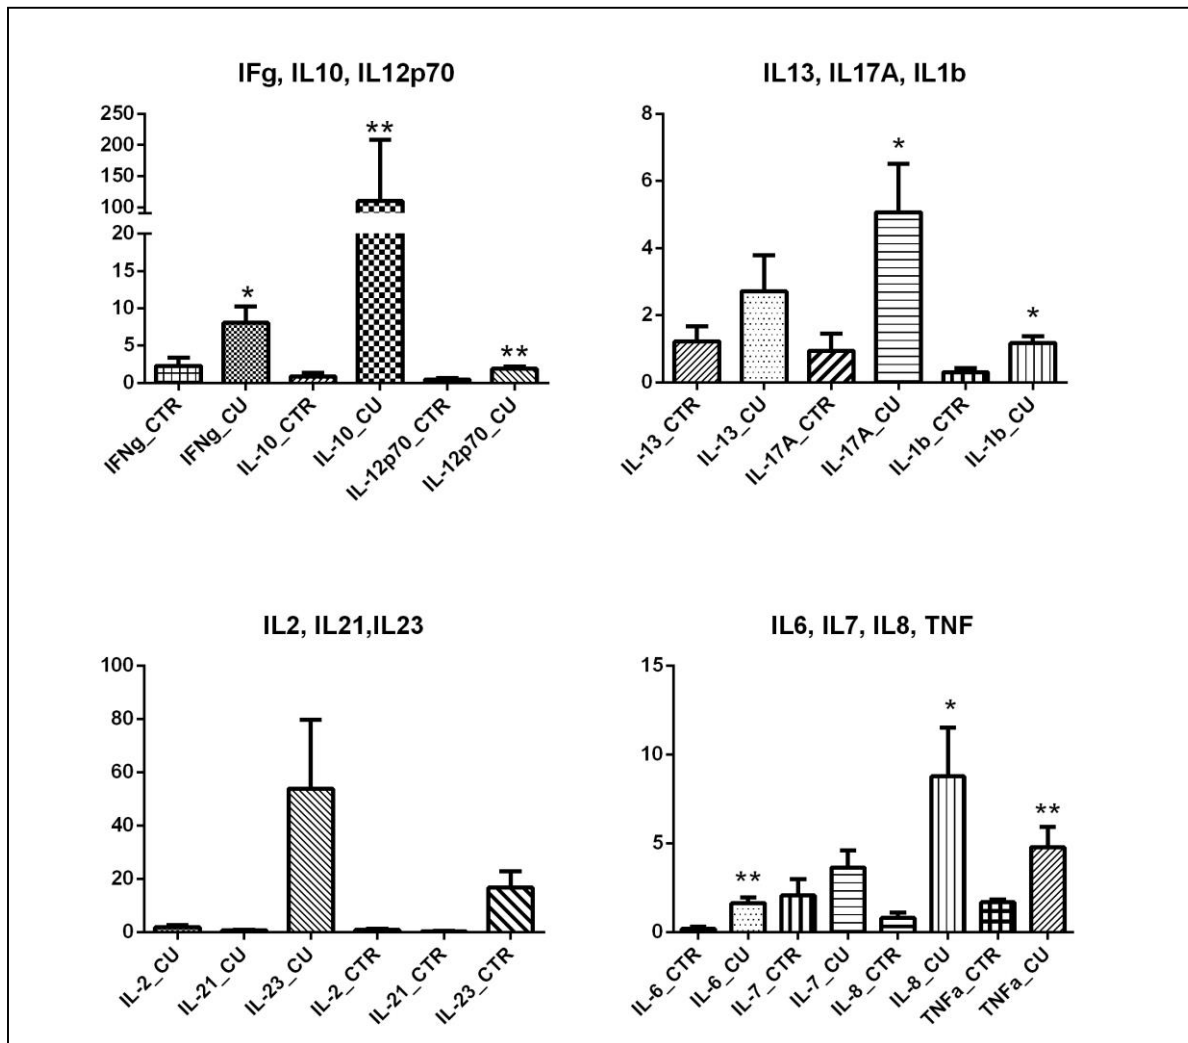 IFg, IL10, IL12p70
250
200
150
100
20
15
10
5
0
*
**
**
IFNg_CTR
IFNg_CU
IL-10_CTR
IL-10_CU
IL-12p70_CTR
IL-12p70_CU
IL13, IL17A, IL1b
8
6
4
2
0
*
*
IL-13_CTR
IL-13_CU
IL-17A_CTR
IL-17A_CU
IL-1b_CTR
IL-1b_CU
IL2, IL21,IL23
100
80
60
40
20
0
IL-2_CU
IL-21_CU
IL-23_CU
IL-2_CTR
IL-21_CTR
IL-23_CTR
IL6, IL7, IL8, TNF
15
10
5
0
**
*
**
IL-6_CTR
IL-6_CU
IL-7_CTR
IL-7_CU
IL-8_CTR
IL-8_CU
TNFa_CTR
TNFa_CU